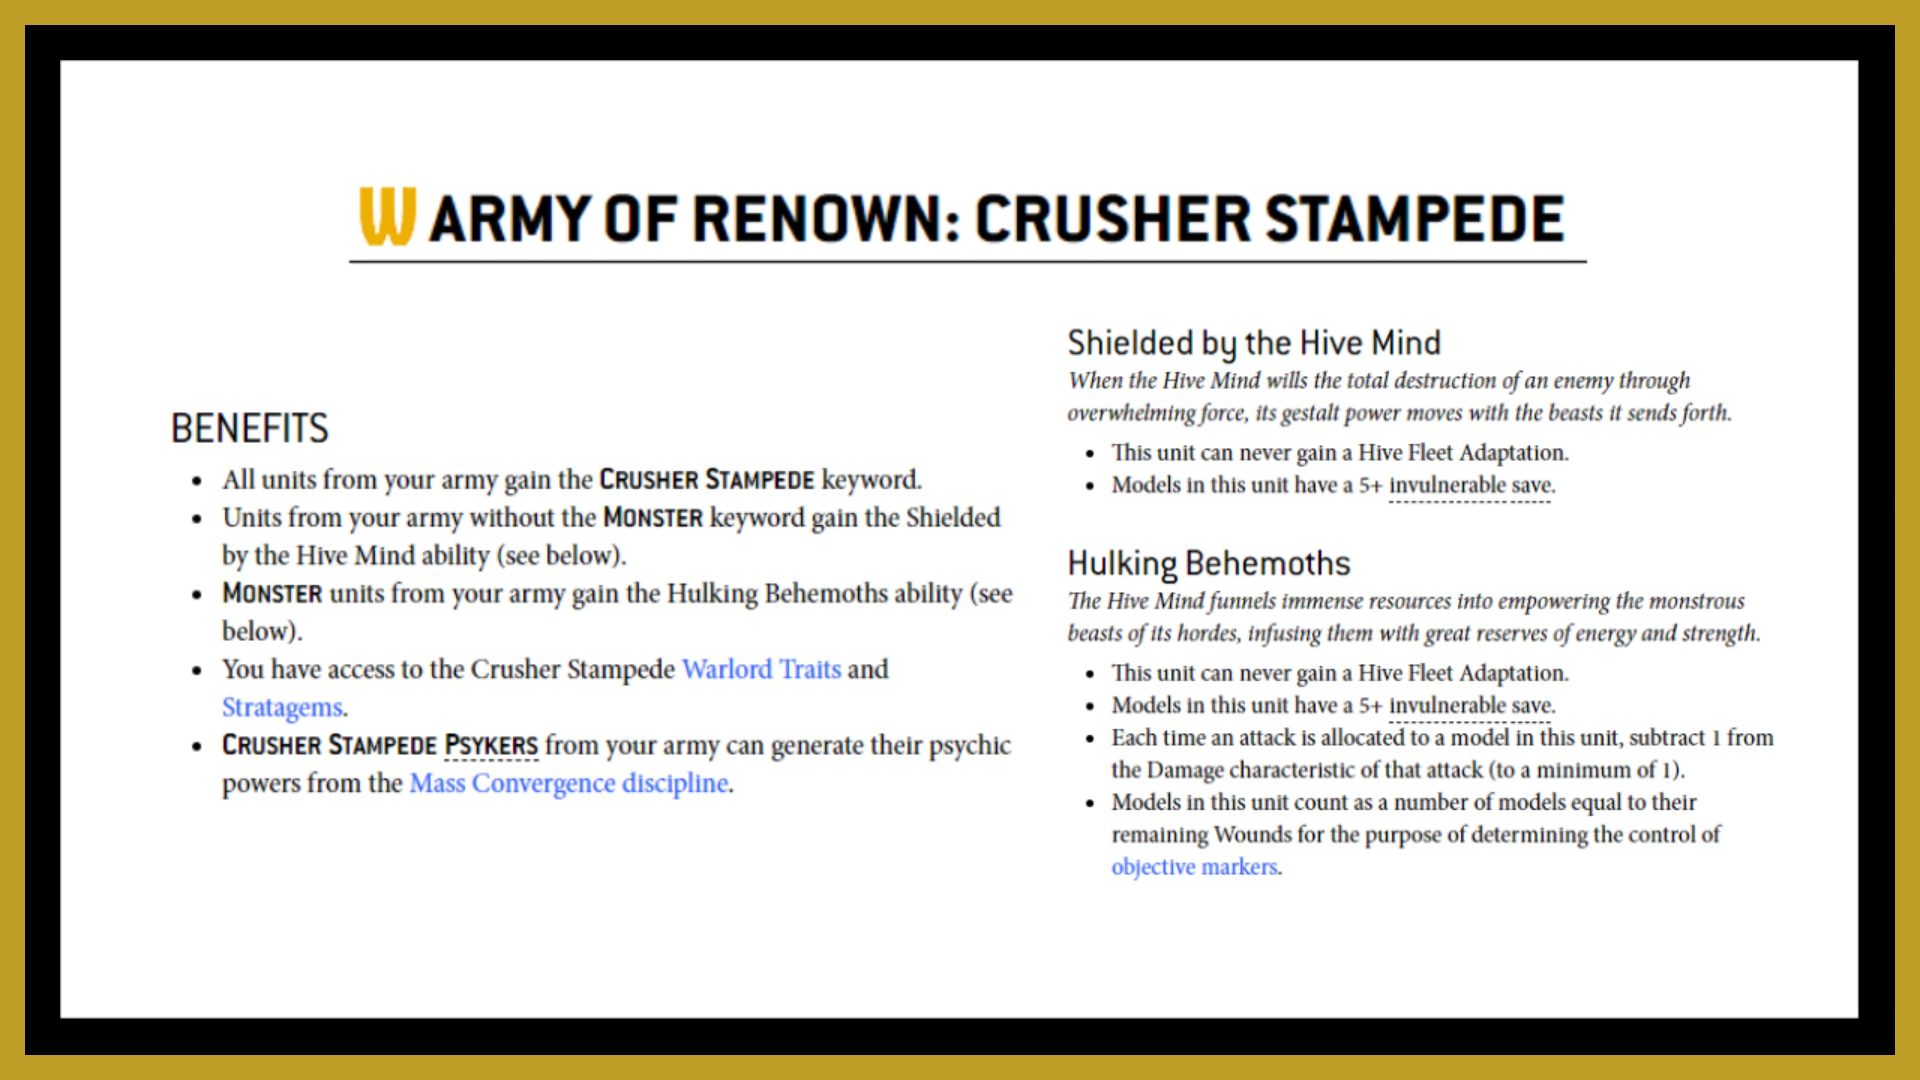 W ARMY OF RENOWN: CRUSHER STAMPEDE
BENEFITS
• All units from your army gain the CRUSHER STAMPEDE keyword.
• Units from your army without the MONSTER keyword gain the Shielded
by the Hive Mind ability (see below).
• MONSTER units from your army gain the Hulking Behemoths ability (see
below).
• You have access to the Crusher Stampede Warlord Traits and
Stratagems.
• CRUSHER STAMPEDE PSYKERS from your army can generate their psychic
powers from the Mass Convergence discipline.
Shielded by the Hive Mind
When the Hive Mind wills the total destruction of an enemy through
overwhelming force, its gestalt power moves with the beasts it sends forth.
• This unit can never gain a Hive Fleet Adaptation.
• Models in this unit have a 5+ invulnerable save.
Hulking Behemoths
The Hive Mind funnels immense resources into empowering the monstrous
beasts of its hordes, infusing them with great reserves of energy and strength.
• This unit can never gain a Hive Fleet Adaptation.
• Models in this unit have a 5+ invulnerable save.
• Each time an attack is allocated to a model in this unit, subtract 1 from
the Damage characteristic of that attack (to a minimum of 1).
• Models in this unit count as a number of models equal to their
remaining Wounds for the purpose of determining the control of
objective markers.